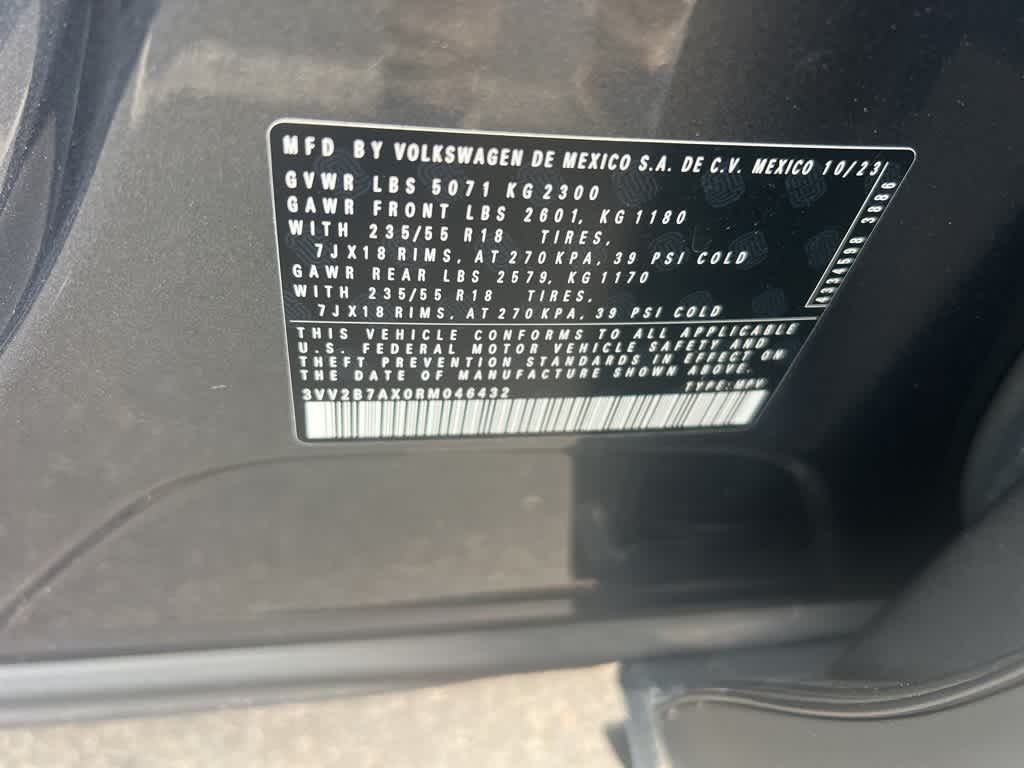 MFD BY VOLKSWAGEN DE MEXICO S.A. DE C.V. MEXICO 10/23
GVWR LBS 5071 KG 2300
GAWR FRONT LBS 2601, KG 1180
WITH 235/55 R18 TIRES,
7JX18 RIMS, AT 270 KPA, 39 PSI COLD
GAWR REAR LBS 2579, KG 1170
WITH 235/55 R18 TIRES,
7JX18 RIMS, AT 270 KPA, 39 PSI COLD
THIS VEHICLE CONFORMS TO ALL APPLICABLE
U.S. FEDERAL MOTOR VEHICLE SAFETY AND
THEFT PREVENTION STANDARDS IN EFFECT ON
THE DATE OF MANUFACTURE SHOWN ABOVE.
3VV2B7AX0RM046432 TYPE: MPV
3886